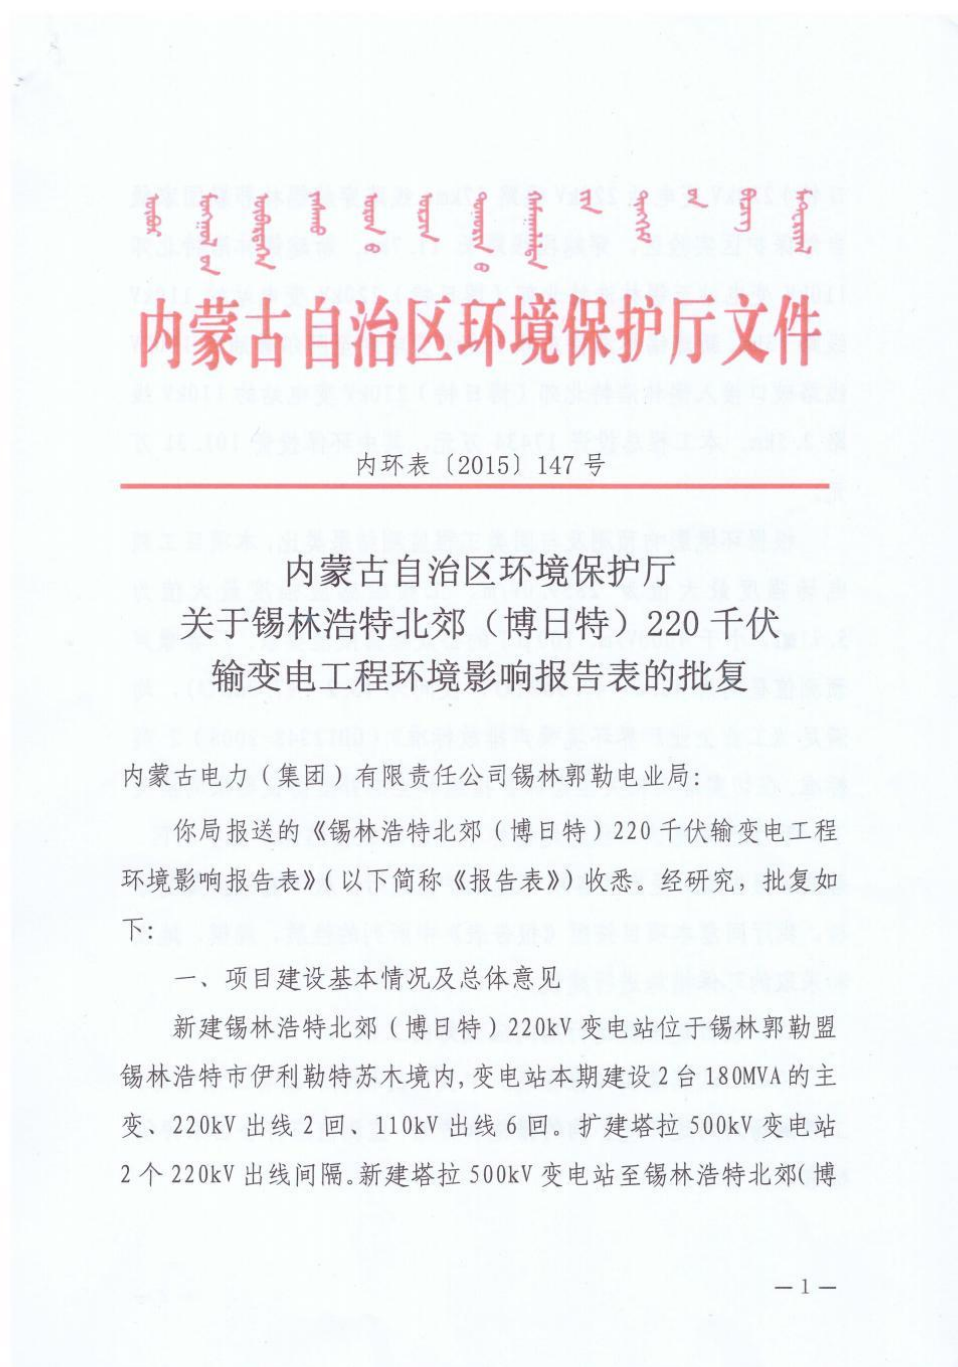 内蒙古自治区环境保护厅文件
内环表〔2015〕147号
内蒙古自治区环境保护厅
关于锡林浩特北郊（博日特）220千伏
输变电工程环境影响报告表的批复
内蒙古电力（集团）有限责任公司锡林郭勒电业局：
你局报送的《锡林浩特北郊（博日特）220千伏输变电工程
环境影响报告表》（以下简称《报告表》）收悉。经研究，批复如
下：
一、项目建设基本情况及总体意见
新建锡林浩特北郊（博日特）220kV变电站位于锡林郭勒盟
锡林浩特市伊利勒特苏木境内，变电站本期建设2台180MVA的主
变、220kV出线2回、110kV出线6回。扩建塔拉500kV变电站
2个220kV出线间隔。新建塔拉500kV变电站至锡林浩特北郊（博
—1—